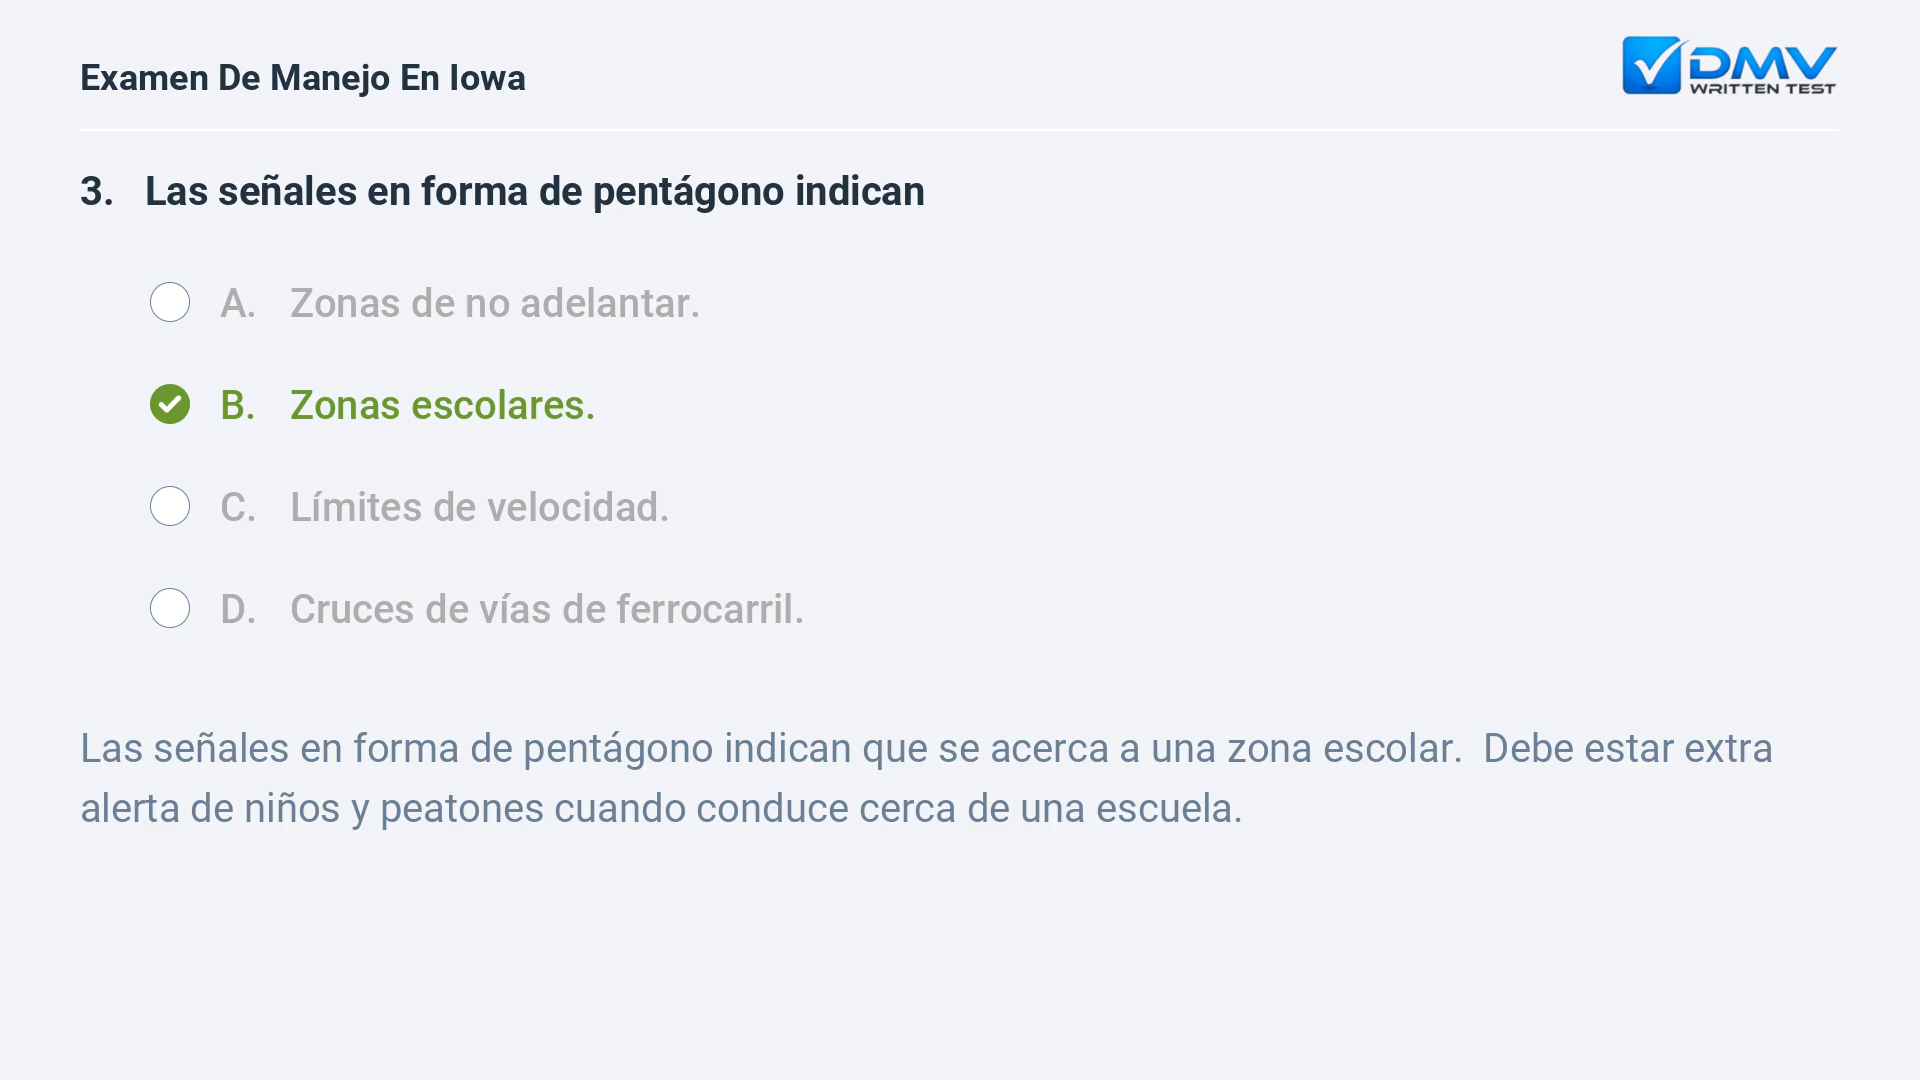 Examen De Manejo En Iowa
DMV
WRITTEN TEST
3. Las señales en forma de pentágono indican
A. Zonas de no adelantar.
B. Zonas escolares.
C. Límites de velocidad.
D. Cruces de vías de ferrocarril.
Las señales en forma de pentágono indican que se acerca a una zona escolar.  Debe estar extra
alerta de niños y peatones cuando conduce cerca de una escuela.